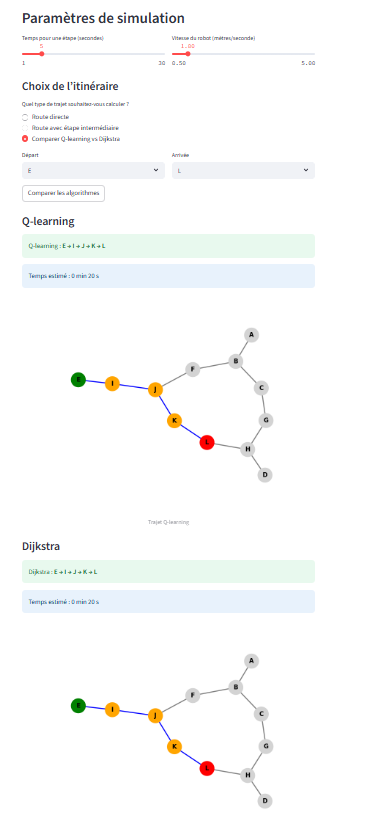 Paramètres de simulation
Temps pour une étape (secondes) Vitesse du robot (mètres/seconde)
5 1.00
1 30 0.50 5.00
Choix de l'itinéraire
Quel type de trajet souhaitez-vous calculer ?
Route directe
Route avec étape intermédiaire
Comparer Q-learning vs Dijkstra
Départ Arrivée
E L
Comparer les algorithmes
Q-learning
Q-learning : E → I → J → K → L
Temps estimé : 0 min 20 s
A
F B
E I J C
K G
L H
D
Trajet Q-learning
Dijkstra
Dijkstra : E → I → J → K → L
Temps estimé : 0 min 20 s
A
F B
E I J C
K G
L H
D